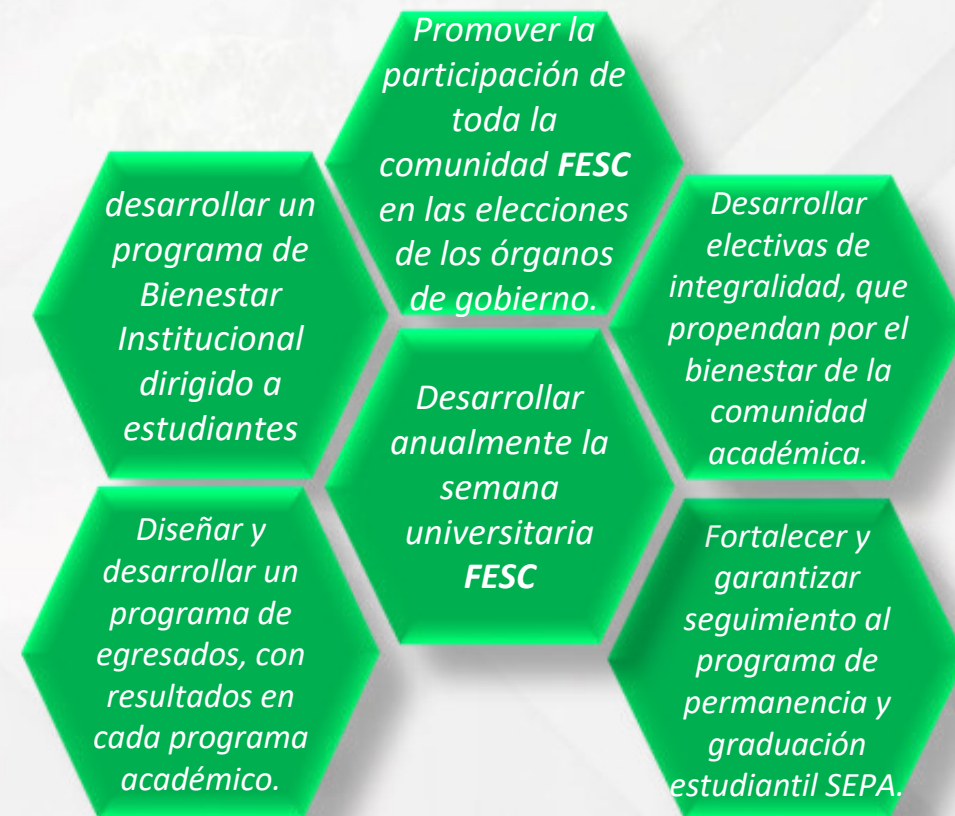 Promover la
participación de
toda la
comunidad FESC
en las elecciones
de los órganos
de gobierno.
desarrollar un
programa de
Bienestar
Institucional
dirigido a
estudiantes
Desarrollar
electivas de
integralidad, que
propendan por el
bienestar de la
comunidad
académica.
Desarrollar
anualmente la
semana
universitaria
FESC
Diseñar y
desarrollar un
programa de
egresados, con
resultados en
cada programa
académico.
Fortalecer y
garantizar
seguimiento al
programa de
permanencia y
graduación
estudiantil SEPA.